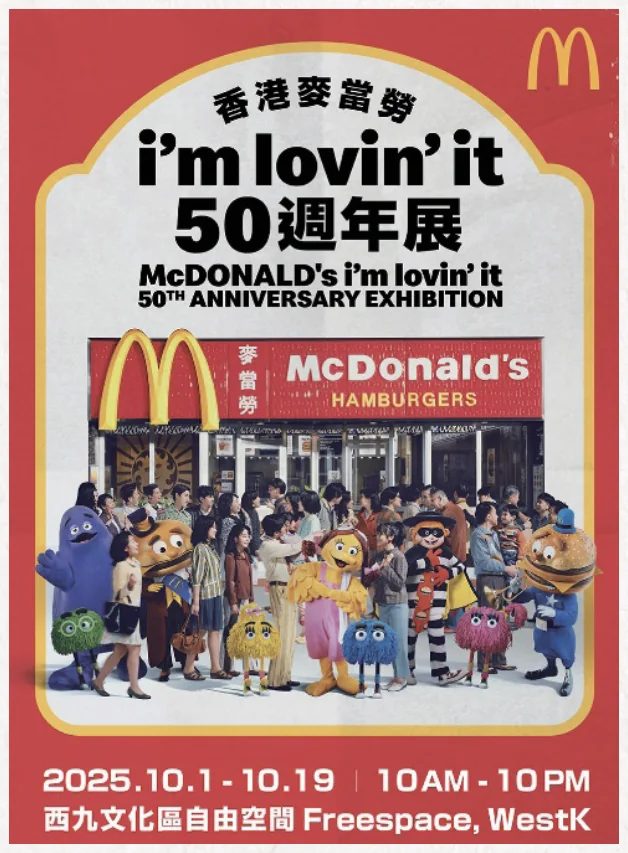 香港麥當勞
i'm lovin' it
50週年展
McDONALD's i'm lovin' it
50TH ANNIVERSARY EXHIBITION
麥當勞
McDonald's
HAMBURGERS
2025.10.1 - 10.19 | 10AM - 10PM
西九文化區自由空間 Freespace, WestK